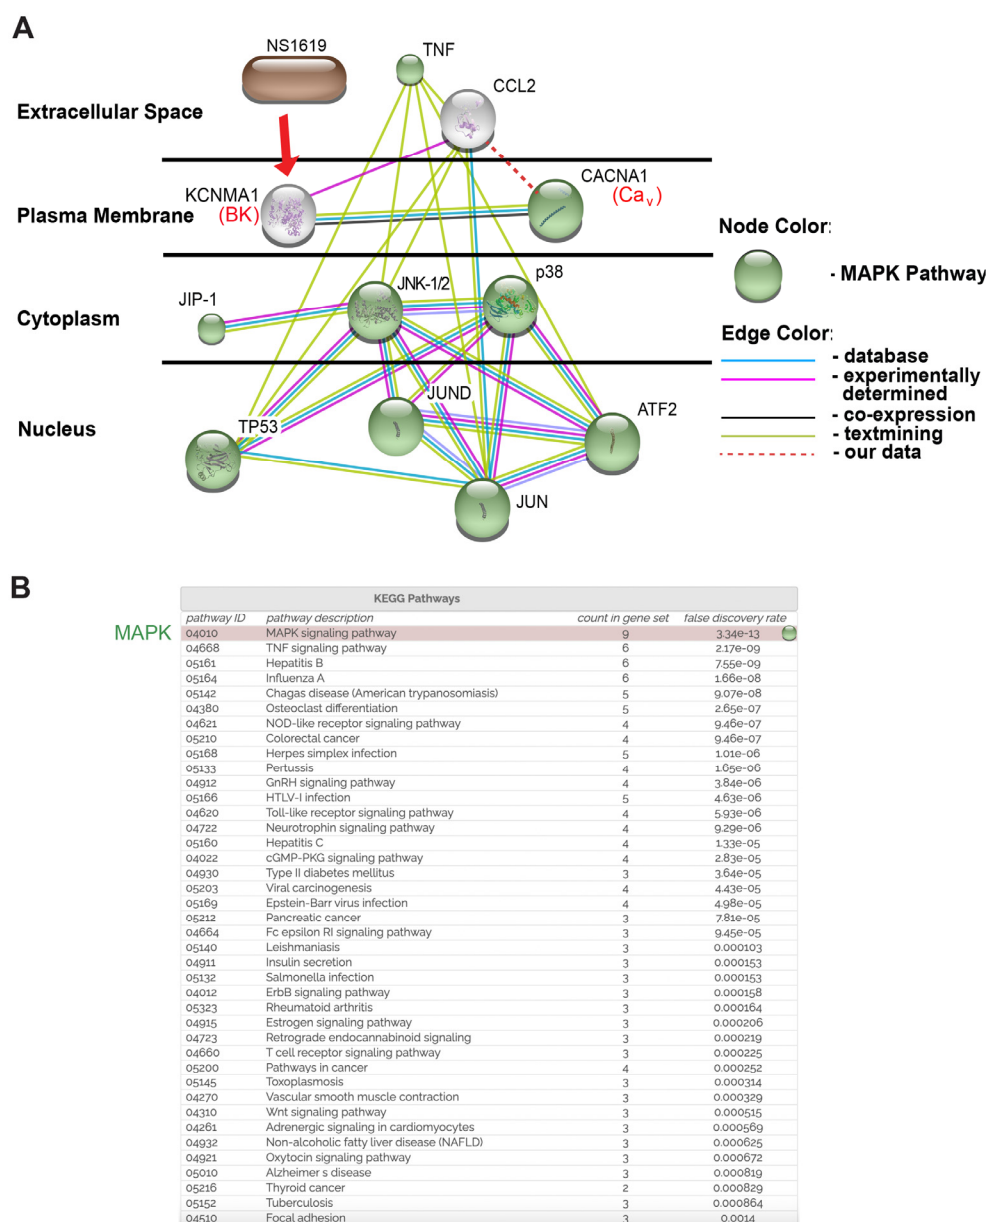 A
NS1619
TNF
CCL2
Extracellular Space
KCNMA1
(BK)
CACNA1
(Cav)
Plasma Membrane
Node Color:
- MAPK Pathway
JIP-1
JNK-1/2
p38
Cytoplasm
Edge Color:
- database
- experimentally
determined
- co-expression
- textmining
- our data
JUND
ATF2
Nucleus
TP53
JUN
B
KEGG Pathways
pathway ID pathway description count in gene set false discovery rate
MAPK
04010 MAPK signaling pathway 9 3.34e-13
04668 TNF signaling pathway 6 2.17e-09
05161 Hepatitis B 6 7.55e-09
05164 Influenza A 6 1.66e-08
05142 Chagas disease (American trypanosomiasis) 5 9.07e-08
04380 Osteoclast differentiation 5 2.65e-07
04621 NOD-like receptor signaling pathway 4 9.46e-07
05210 Colorectal cancer 4 9.46e-07
05168 Herpes simplex infection 5 1.01e-06
05133 Pertussis 4 1.65e-06
04912 GnRH signaling pathway 4 3.84e-06
05166 HTLV-I infection 5 4.63e-06
04620 Toll-like receptor signaling pathway 4 5.93e-06
04722 Neurotrophin signaling pathway 4 9.29e-06
05160 Hepatitis C 4 1.33e-05
04022 cGMP-PKG signaling pathway 4 2.83e-05
04930 Type II diabetes mellitus 3 3.64e-05
05203 Viral carcinogenesis 4 4.43e-05
05169 Epstein-Barr virus infection 4 4.98e-05
05212 Pancreatic cancer 3 7.81e-05
04664 Fc epsilon RI signaling pathway 3 9.45e-05
05140 Leishmaniasis 3 0.000103
04911 Insulin secretion 3 0.000153
05132 Salmonella infection 3 0.000153
04012 ErbB signaling pathway 3 0.000158
05323 Rheumatoid arthritis 3 0.000164
04915 Estrogen signaling pathway 3 0.000206
04723 Retrograde endocannabinoid signaling 3 0.000219
04660 T cell receptor signaling pathway 3 0.000225
05200 Pathways in cancer 4 0.000252
05145 Toxoplasmosis 3 0.000314
04270 Vascular smooth muscle contraction 3 0.000329
04310 Wnt signaling pathway 3 0.000515
04261 Adrenergic signaling in cardiomyocytes 3 0.000569
04932 Non-alcoholic fatty liver disease (NAFLD) 3 0.000625
04921 Oxytocin signaling pathway 3 0.000672
05010 Alzheimer s disease 3 0.000819
05216 Thyroid cancer 2 0.000829
05152 Tuberculosis 3 0.000864
04510 Focal adhesion 3 0.0014